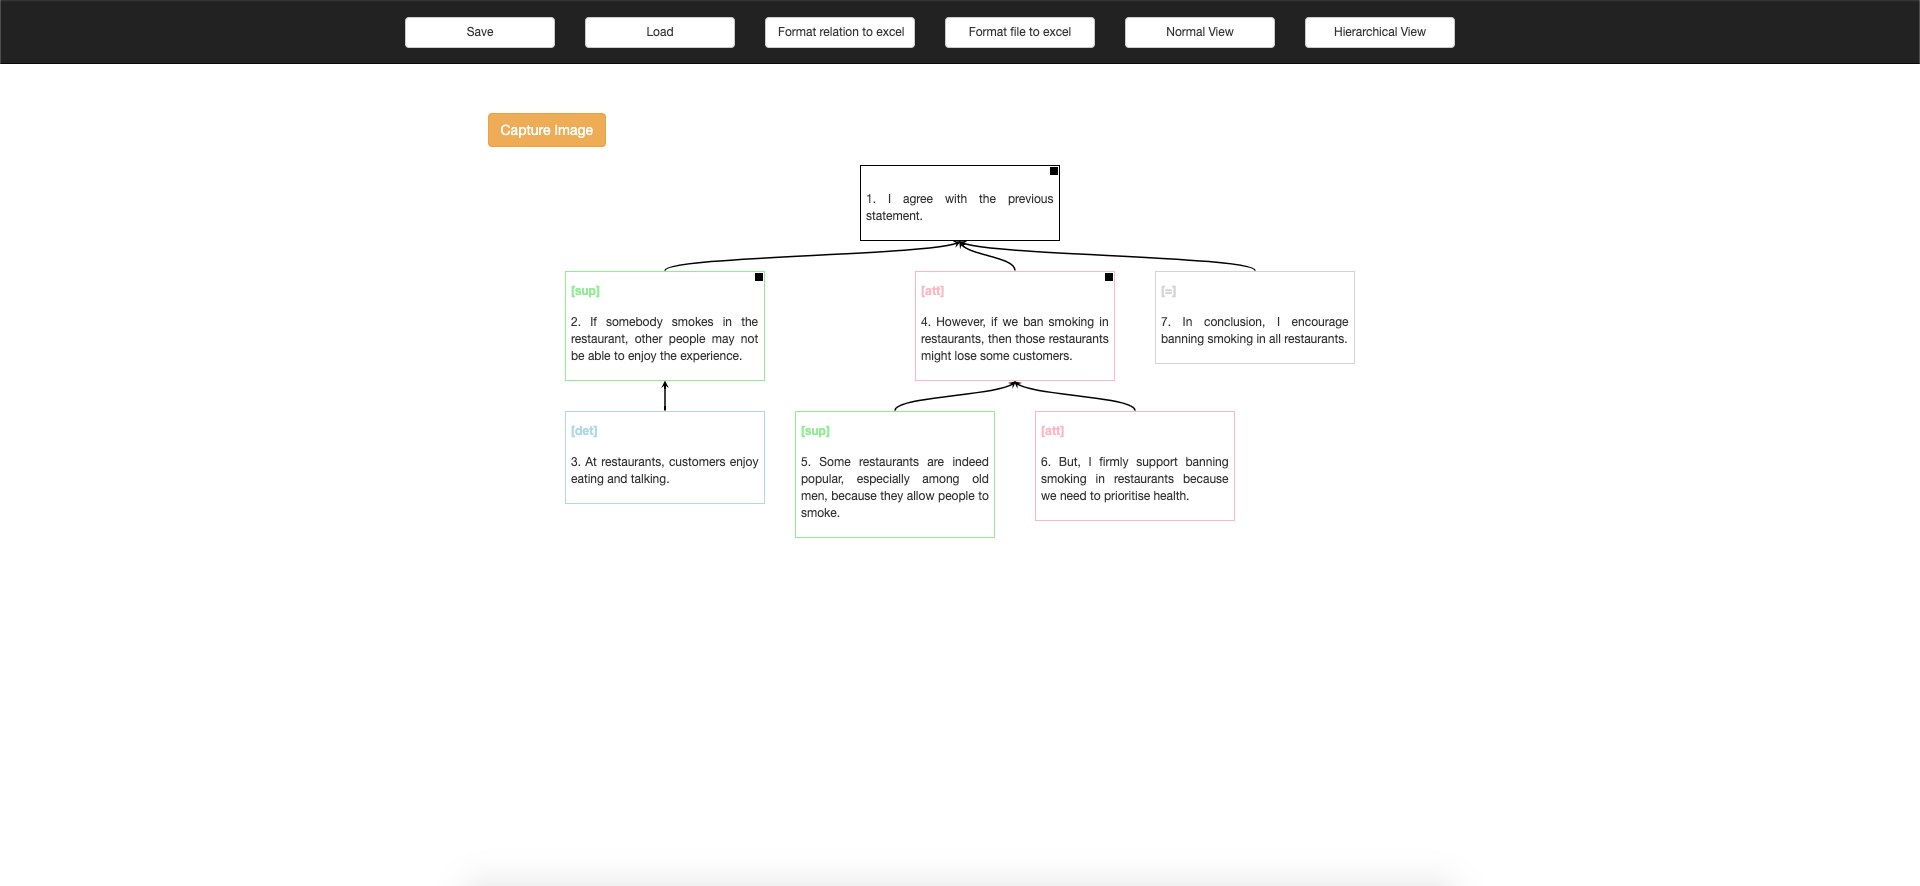 Save
Load
Format relation to excel
Format file to excel
Normal View
Hierarchical View
Capture Image
1. I agree with the previous
statement.
[sup]
2. If somebody smokes in the
restaurant, other people may not
be able to enjoy the experience.
[att]
4. However, if we ban smoking in
restaurants, then those restaurants
might lose some customers.
[=]
7. In conclusion, I encourage
banning smoking in all restaurants.
[det]
3. At restaurants, customers enjoy
eating and talking.
[sup]
5. Some restaurants are indeed
popular, especially among old
men, because they allow people to
smoke.
[att]
6. But, I firmly support banning
smoking in restaurants because
we need to prioritise health.